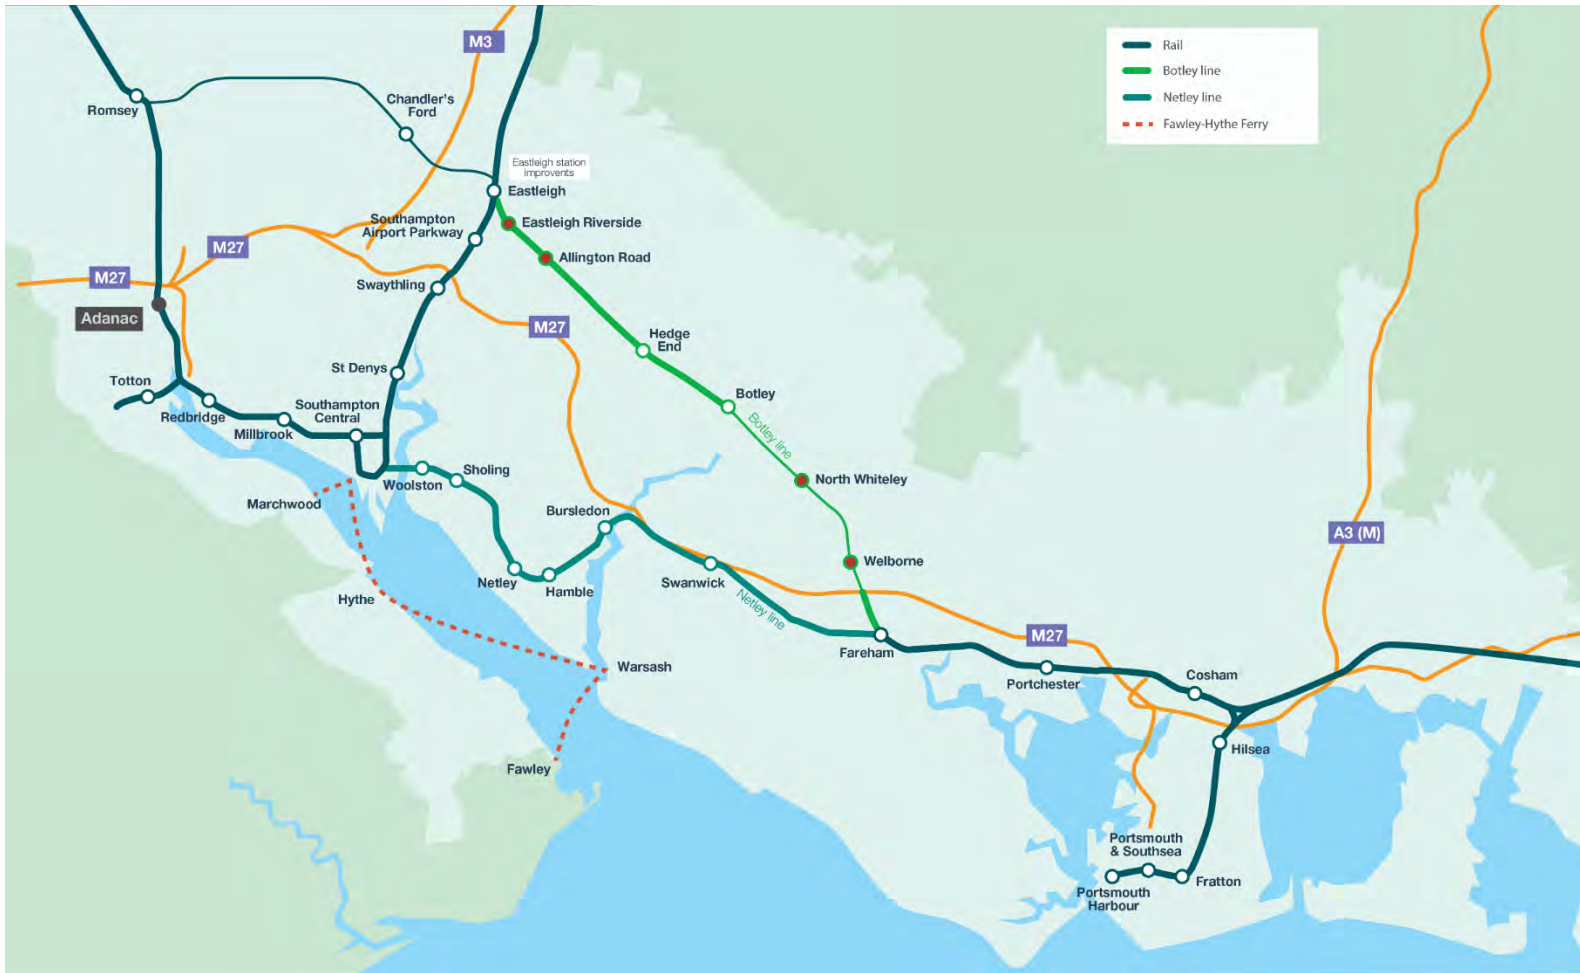 M3
Rail
Botley line
Netley line
Fawley-Hythe Ferry
Romsey
Chandler's
Ford
Eastleigh station
improvents
Eastleigh
Southampton
Airport Parkway
Eastleigh Riverside
Allington Road
M27
M27
Swaythling
Adanac
M27
Hedge
End
St Denys
Totton
Redbridge
Millbrook
Southampton
Central
Botley
Botley line
Woolston
Sholing
North Whiteley
Marchwood
Bursledon
A3 (M)
Netley
Hamble
Swanwick
Welborne
Hythe
Netley line
M27
Fareham
Warsash
Portchester
Cosham
Hilsea
Fawley
Portsmouth
& Southsea
Fratton
Portsmouth
Harbour